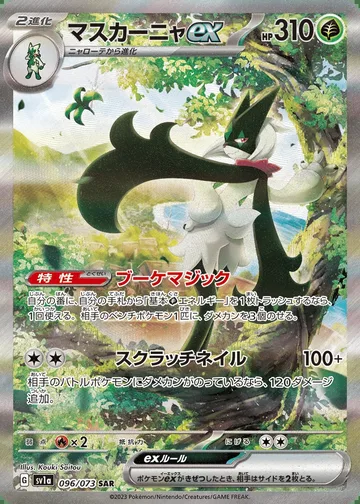 2進化
マスカーニャex
HP310
ニャローテから進化
特性
とくせい
ブーケマジック
自分の番に、自分の手札から「基本エネルギー」を1枚トラッシュするなら、
1回使える。相手のベンチポケモン1匹に、ダメカンを3個のせる。
スクラッチネイル 100+
相手のバトルポケモンにダメカンがのっているなら、120ダメージ
追加。
弱点 ×2 抵抗力 にげる
exルール
ポケモンexがきぜつしたとき、相手はサイドを2枚とる。
Illus. Kouki Saitou
G sv1a 096/073 SAR
©2023 Pokémon/Nintendo/Creatures/GAME FREAK.